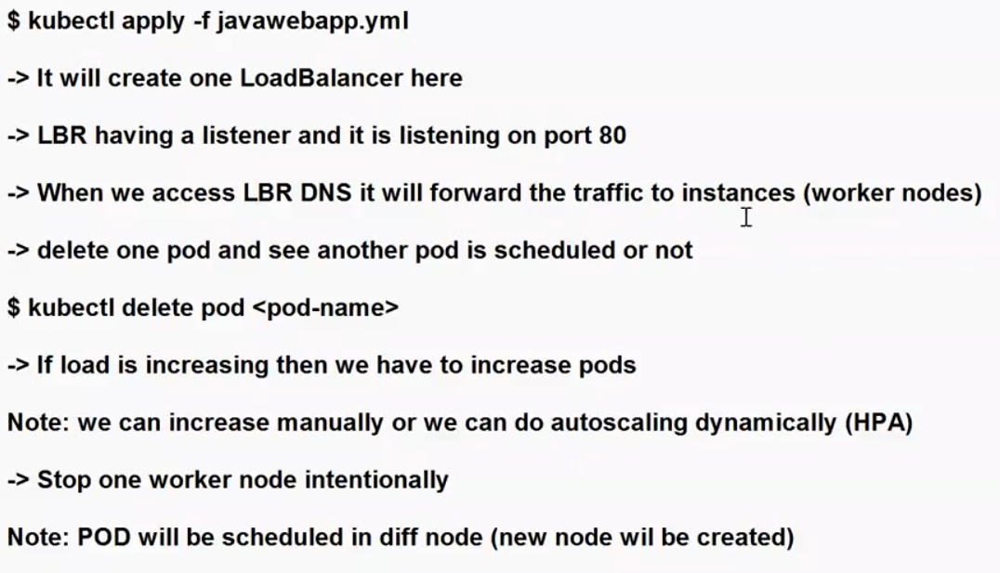 $ kubectl apply -f javawebapp.yml
-> It will create one LoadBalancer here
-> LBR having a listener and it is listening on port 80
-> When we access LBR DNS it will forward the traffic to instances (worker nodes)
-> delete one pod and see another pod is scheduled or not
$ kubectl delete pod <pod-name>
-> If load is increasing then we have to increase pods
Note: we can increase manually or we can do autoscaling dynamically (HPA)
-> Stop one worker node intentionally
Note: POD will be scheduled in diff node (new node wil be created)